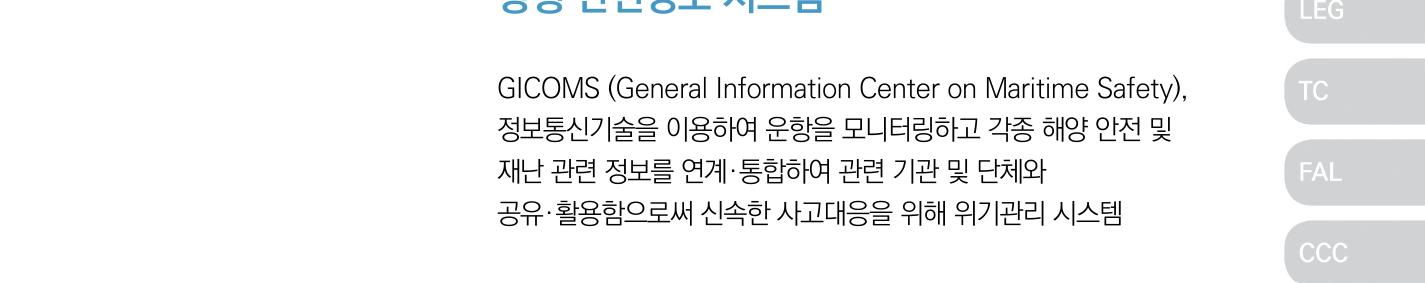 LEG
GICOMS (General Information Center on Maritime Safety),
정보통신기술을 이용하여 운항을 모니터링하고 각종 해양 안전 및
재난 관련 정보를 연계·통합하여 관련 기관 및 단체와
공유·활용함으로써 신속한 사고대응을 위해 위기관리 시스템
TC
FAL
CCC